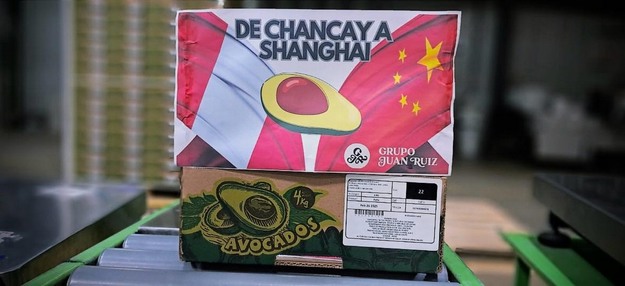 DE CHANCAY A
SHANGHAI
GRUPO
JUAN RUIZ
4Kg
AVOCADOS
22